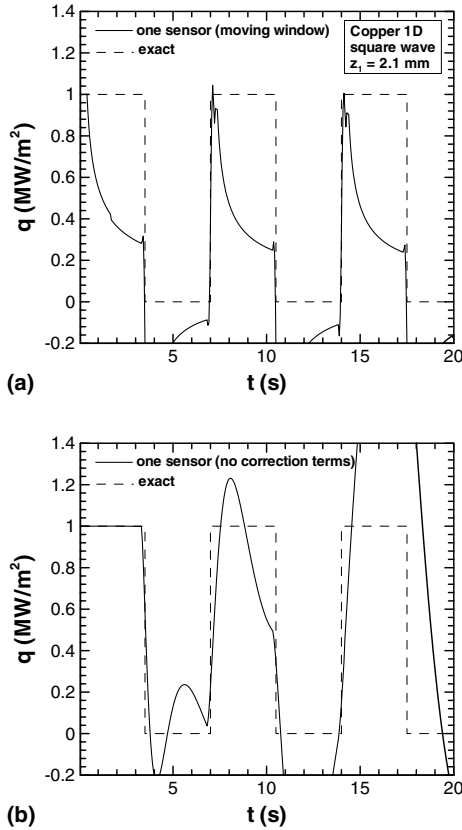 1.4
one sensor (moving window)
exact
Copper 1D
square wave
z₁ = 2.1 mm
1.2
1
0.8
0.6
0.4
0.2
0
-0.2
q (MW/m²)
5
10
15
20
(a)
t (s)
1.4
one sensor (no correction terms)
exact
1.2
1
0.8
0.6
0.4
0.2
0
-0.2
q (MW/m²)
5
10
15
20
(b)
t (s)